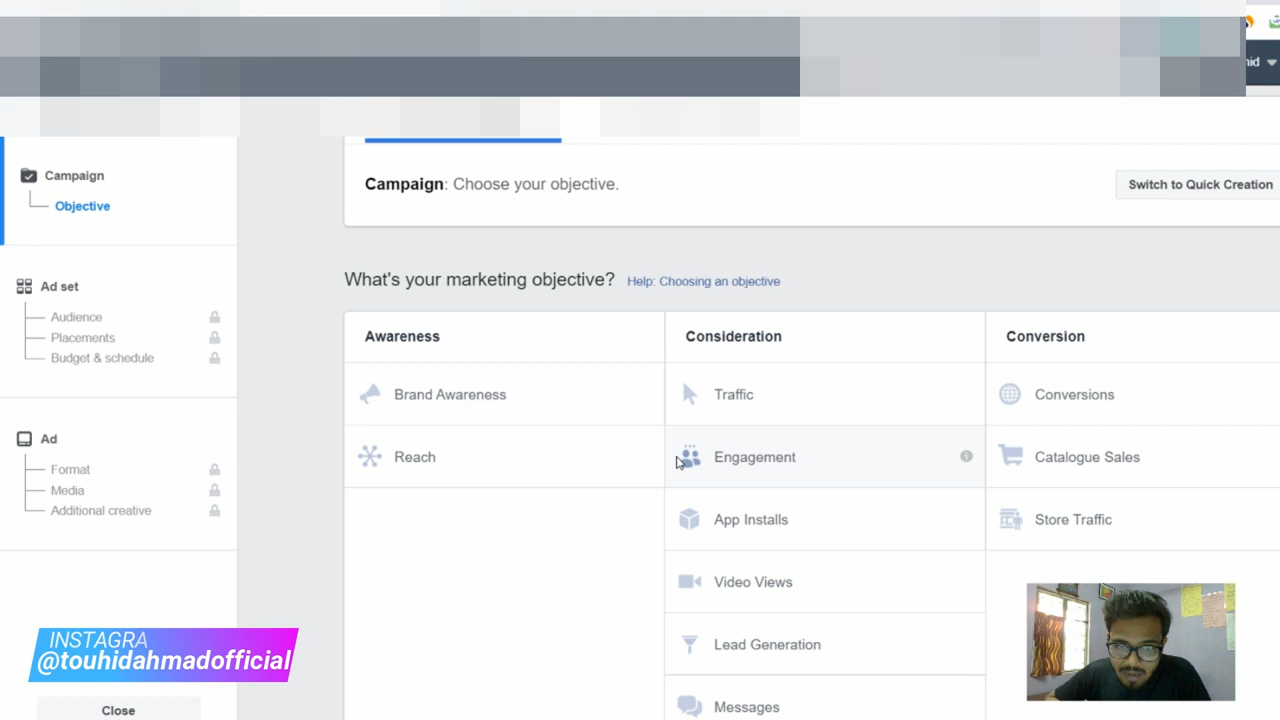 hid
Campaign
Objective
Ad set
Audience
Placements
Budget & schedule
Ad
Format
Media
Additional creative
Close
Campaign: Choose your objective.
Switch to Quick Creation
What's your marketing objective? Help: Choosing an objective
Awareness
Brand Awareness
Reach
Consideration
Traffic
Engagement
App Installs
Video Views
Lead Generation
Messages
Conversion
Conversions
Catalogue Sales
Store Traffic
INSTAGRA
@touhidahmadofficial